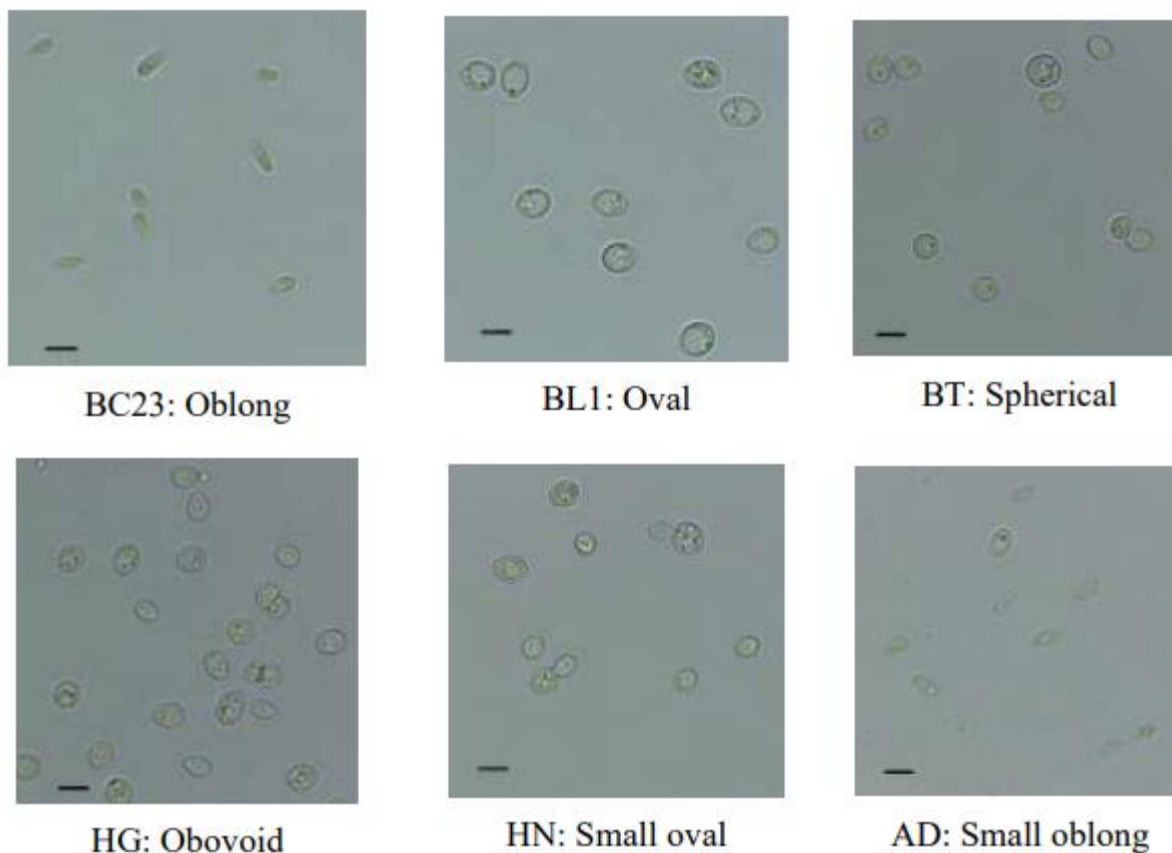 BC23: Oblong
BL1: Oval
BT: Spherical
HG: Obovoid
HN: Small oval
AD: Small oblong